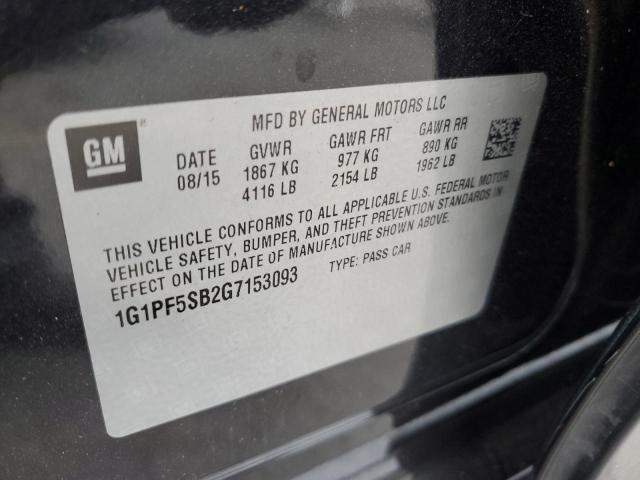 MFD BY GENERAL MOTORS LLC
GM
DATE GVWR GAWR FRT GAWR RR
08/15 1867 KG 977 KG 890 KG
4116 LB 2154 LB 1962 LB
THIS VEHICLE CONFORMS TO ALL APPLICABLE U.S. FEDERAL MOTOR
VEHICLE SAFETY, BUMPER, AND THEFT PREVENTION STANDARDS IN
EFFECT ON THE DATE OF MANUFACTURE SHOWN ABOVE.
1G1PF5SB2G7153093 TYPE: PASS CAR